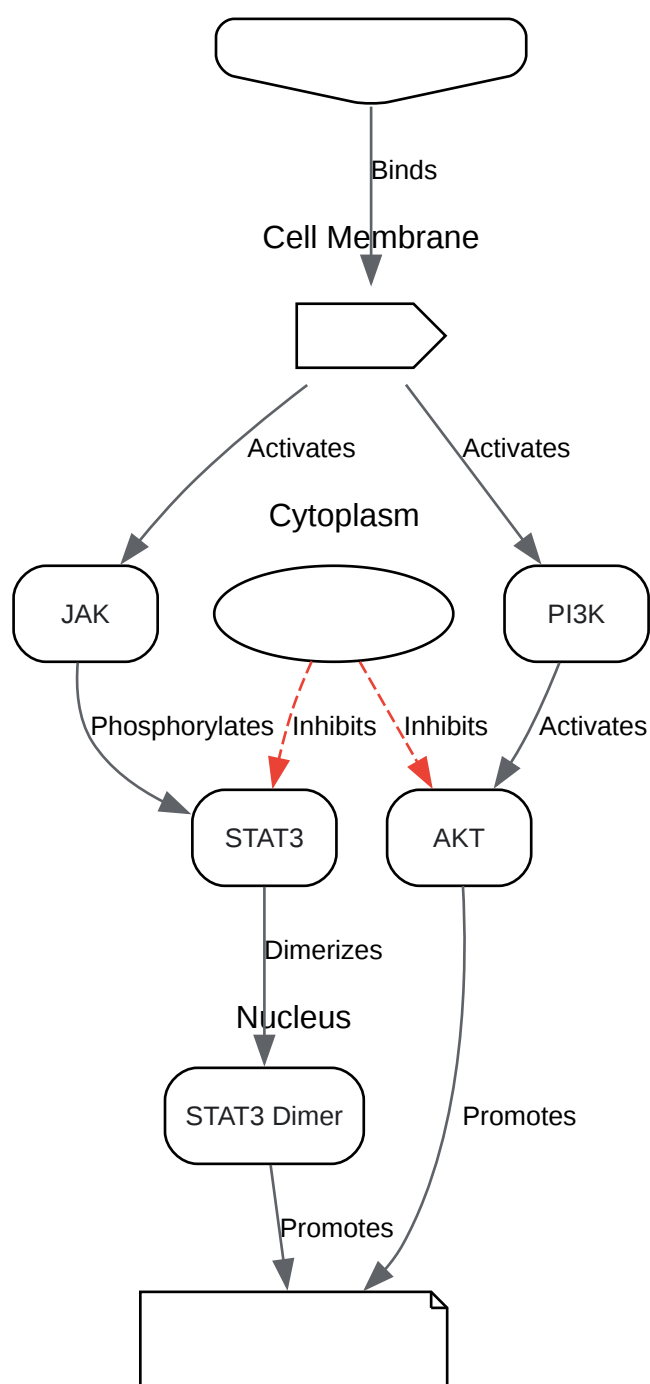 Binds
Cell Membrane
Activates
Activates
Cytoplasm
JAK
PI3K
Phosphorylates
Inhibits
Inhibits
Activates
STAT3
AKT
Dimerizes
Nucleus
STAT3 Dimer
Promotes
Promotes